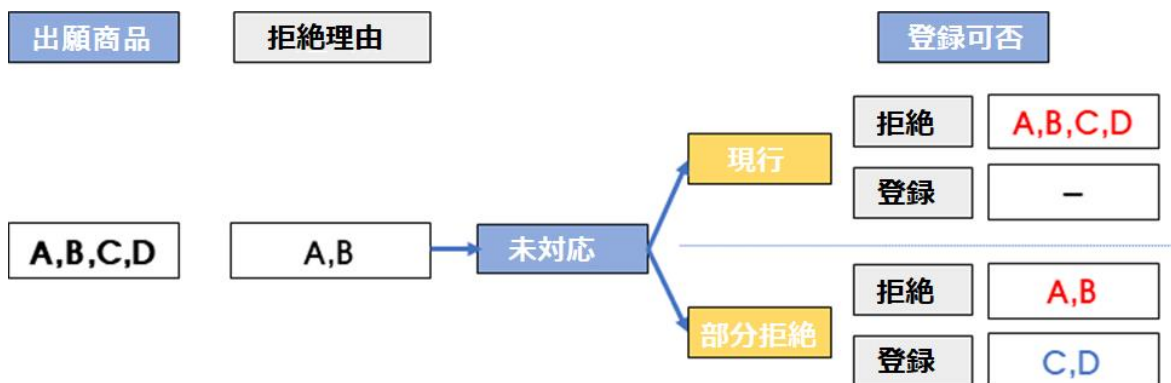 出願商品
拒絶理由
登録可否
拒絶
A,B,C,D
現行
登録
–
A,B,C,D
A,B
未対応
拒絶
A,B
部分拒絶
登録
C,D